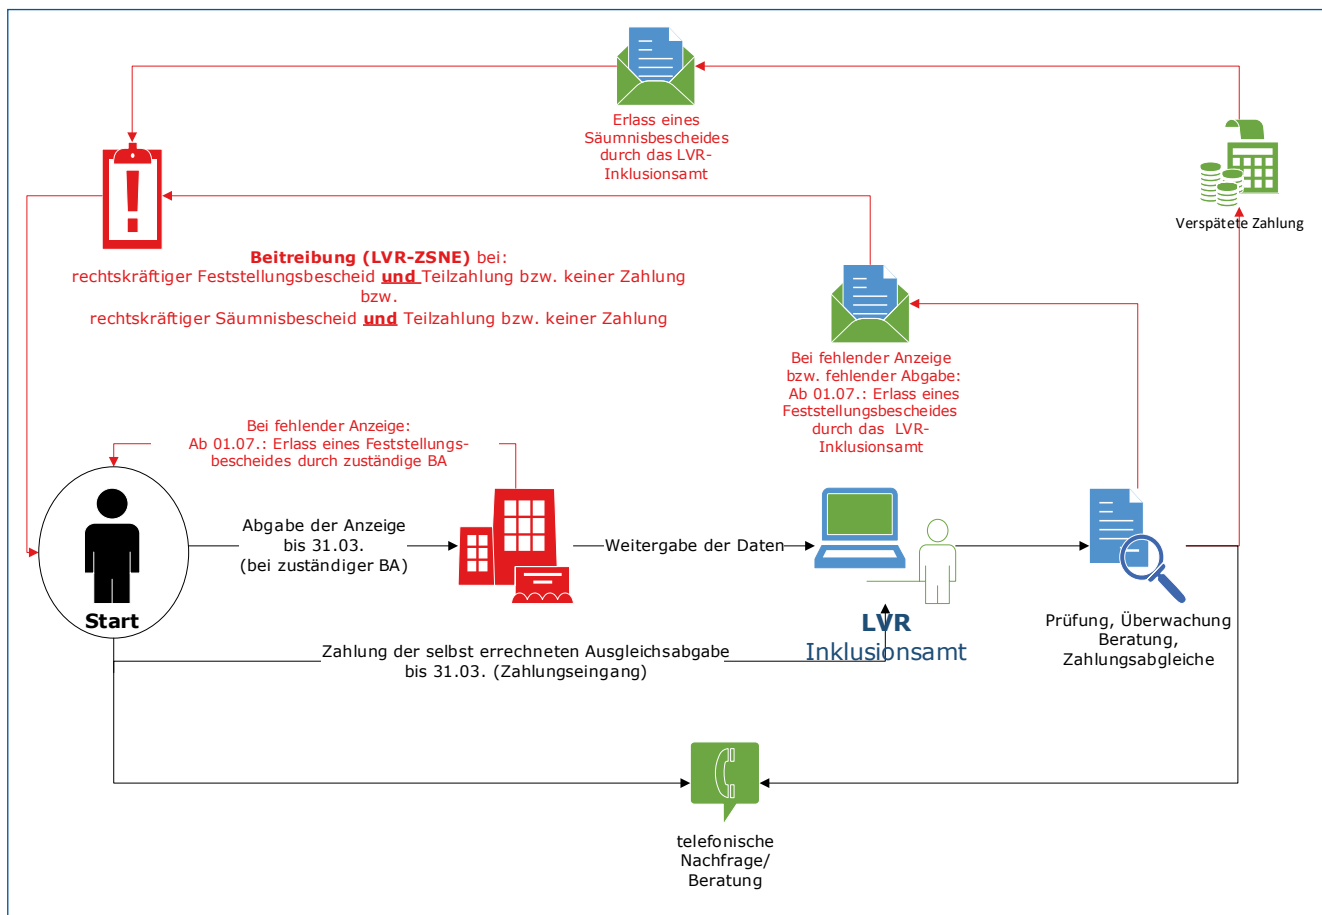 Erlass eines
Säumnisbescheides
durch das LVR-
Inklusionsamt
Verspätete Zahlung
Beitreibung (LVR-ZSNE) bei:
rechtskräftiger Feststellungsbescheid und Teilzahlung bzw. keiner Zahlung
bzw.
rechtskräftiger Säumnisbescheid und Teilzahlung bzw. keiner Zahlung
Bei fehlender Anzeige
bzw. fehlender Abgabe:
Ab 01.07.: Erlass eines
Feststellungsbescheides
durch das LVR-
Inklusionsamt
Bei fehlender Anzeige:
Ab 01.07.: Erlass eines Feststellungs-
bescheides durch zuständige BA
Start
Abgabe der Anzeige
bis 31.03.
(bei zuständiger BA)
Weitergabe der Daten
LVR
Inklusionsamt
Prüfung, Überwachung
Beratung,
Zahlungsabgleiche
Zahlung der selbst errechneten Ausgleichsabgabe
bis 31.03. (Zahlungseingang)
telefonische
Nachfrage/
Beratung